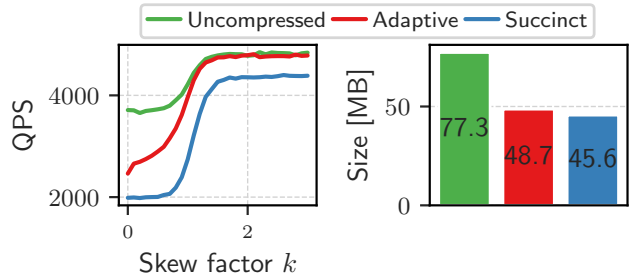 Uncompressed Adaptive Succinct
QPS
4000
2000
0
2
Skew factor k
Size [MB]
50
0
77.3
48.7
45.6